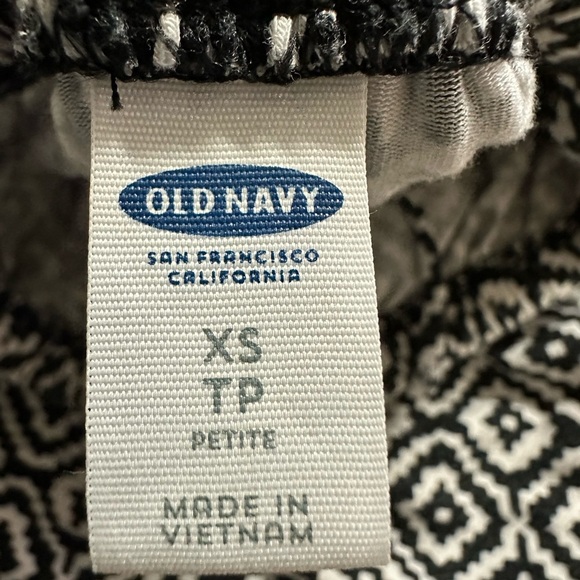 OLD NAVY
SAN FRANCISCO
CALIFORNIA
XS
TP
PETITE
MADE IN
VIETNAM